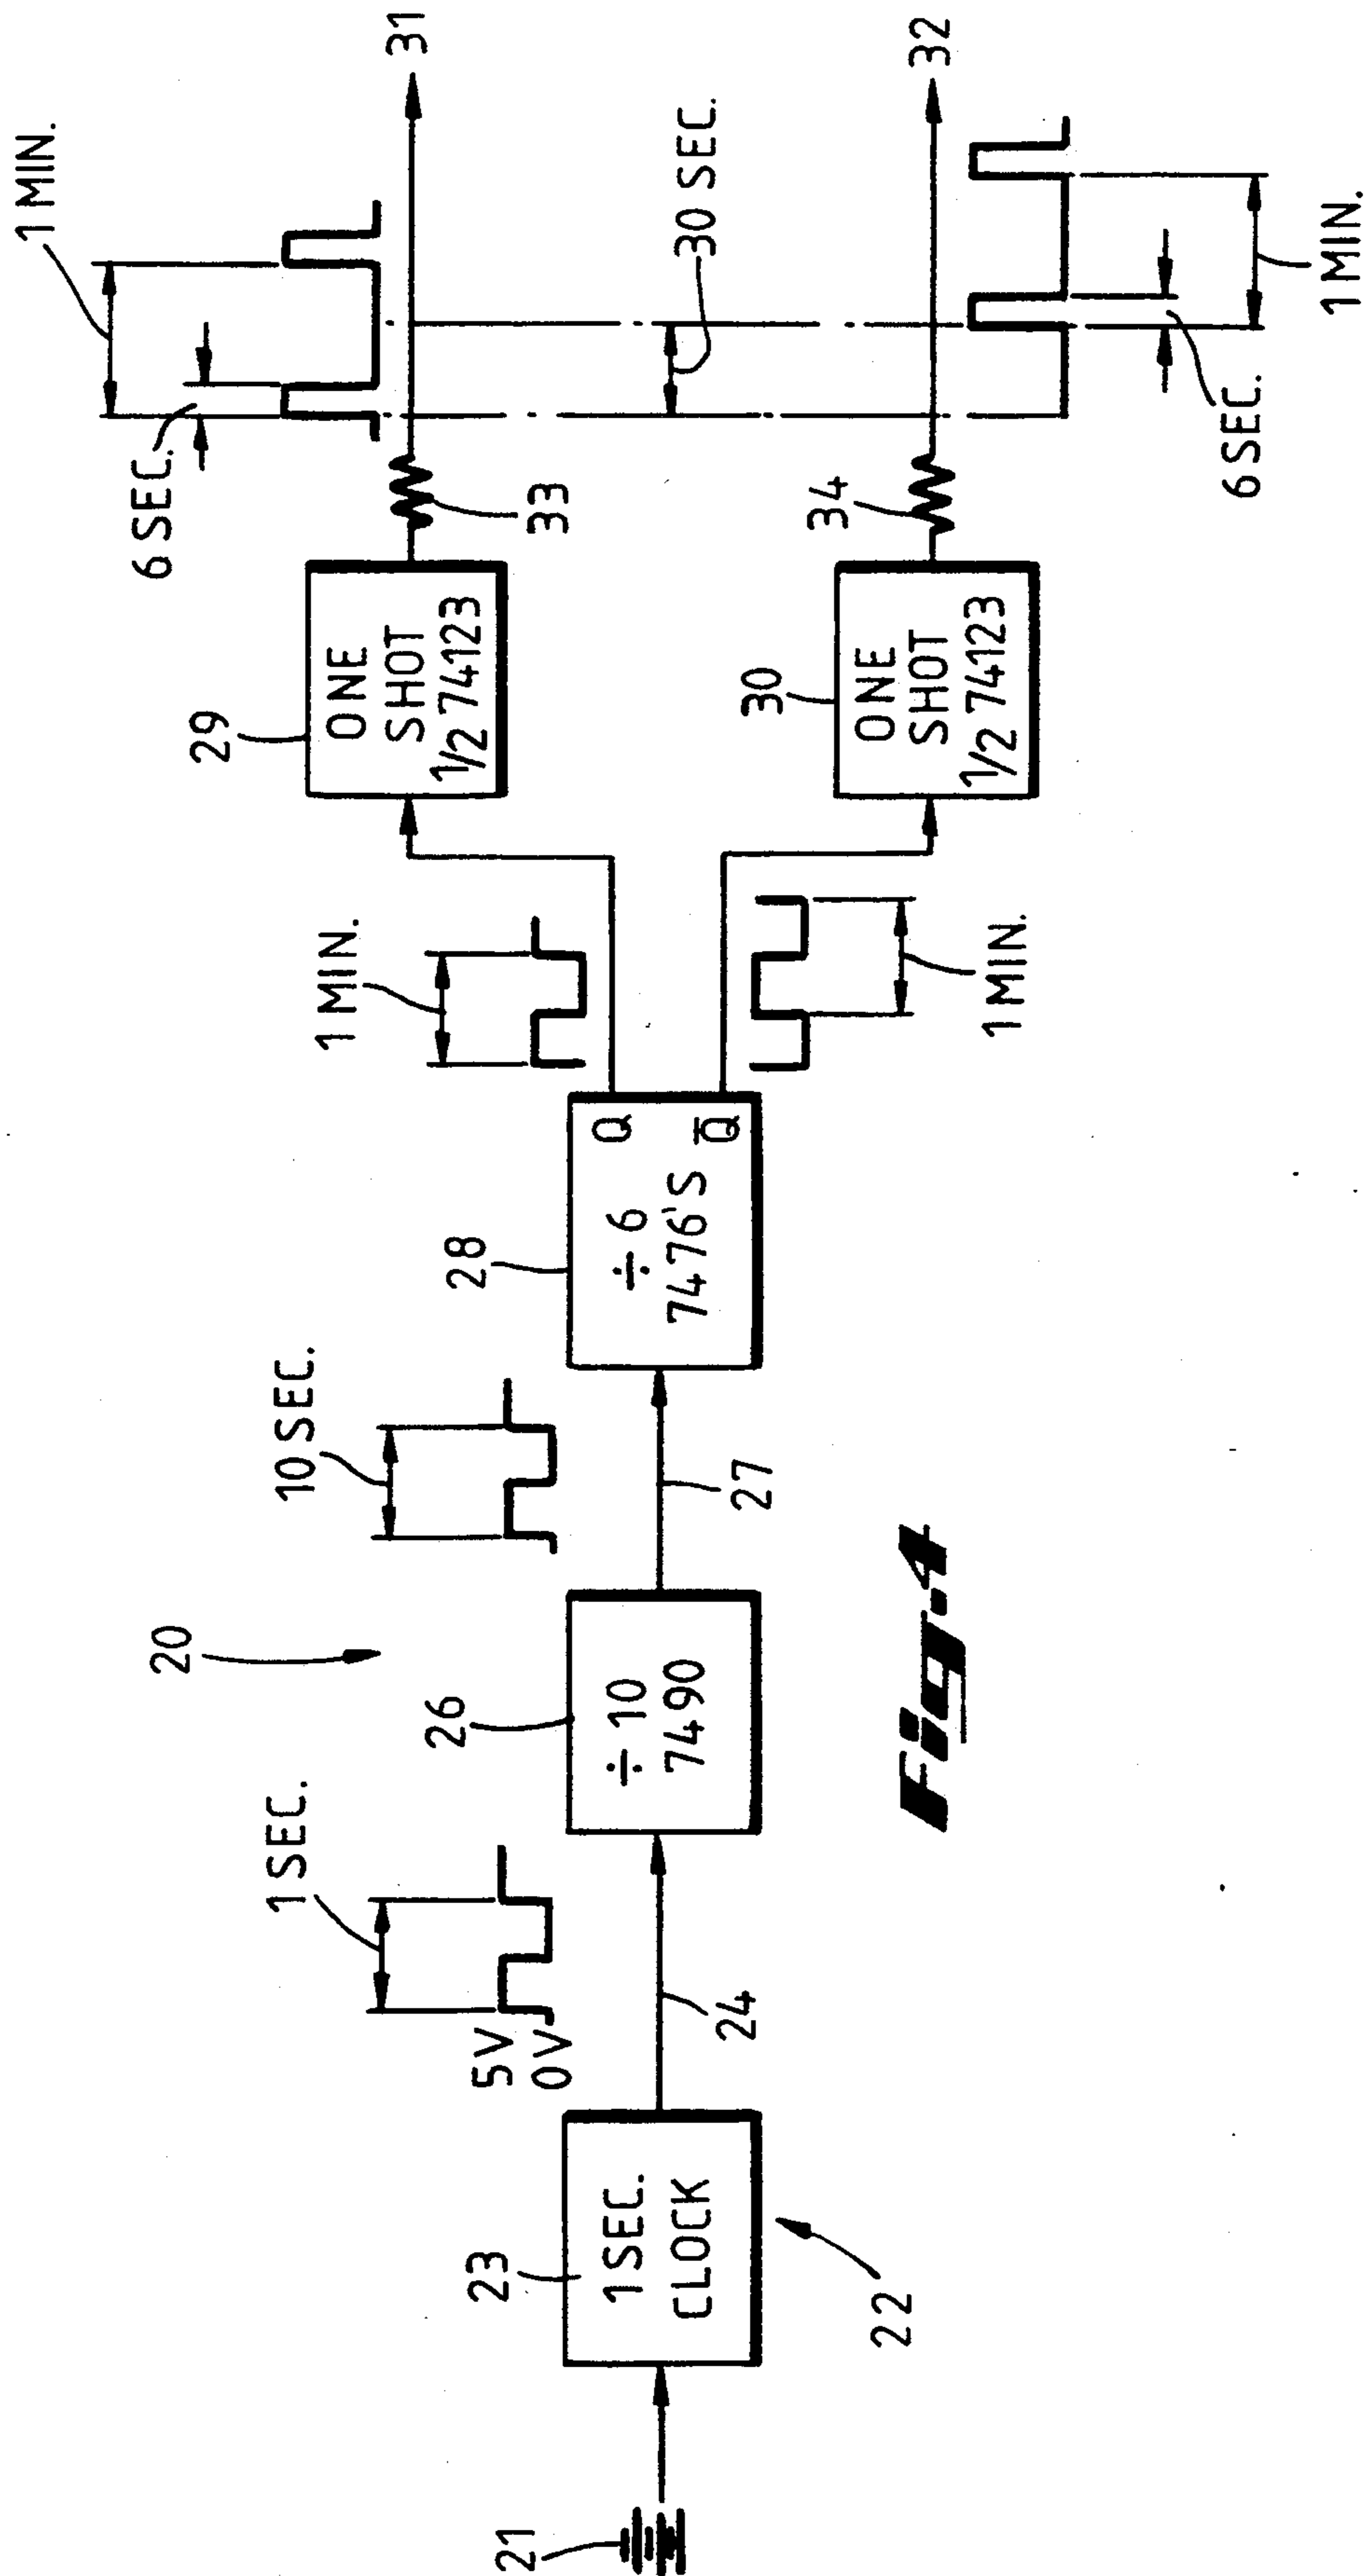 20
21
22
23
1 SEC.
CLOCK
5V
0V
1 SEC.
24
26
÷ 10
7490
10 SEC.
27
28
÷ 6
7476'S
Q
Q̅
1 MIN.
1 MIN.
29
ONE
SHOT
1/2 74123
30
ONE
SHOT
1/2 74123
33
34
6 SEC.
1 MIN.
31
30 SEC.
32
6 SEC.
1 MIN.
Fig.4